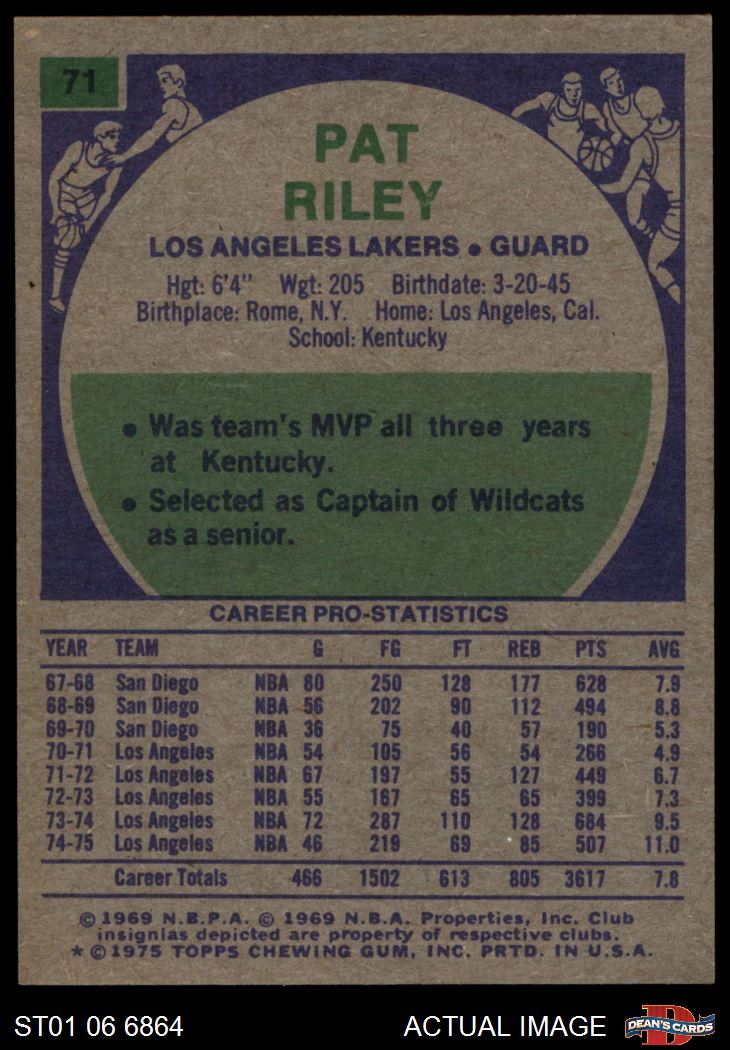 71
PAT
RILEY
LOS ANGELES LAKERS • GUARD
Hgt: 6'4" Wgt: 205 Birthdate: 3-20-45
Birthplace: Rome, N.Y. Home: Los Angeles, Cal.
School: Kentucky
• Was team's MVP all three years
at Kentucky.
• Selected as Captain of Wildcats
as a senior.
CAREER PRO-STATISTICS
YEAR TEAM G FG FT REB PTS AVG
67-68 San Diego NBA 80 250 128 177 628 7.9
68-69 San Diego NBA 56 202 90 112 494 8.8
69-70 San Diego NBA 36 75 40 57 190 5.3
70-71 Los Angeles NBA 54 105 56 54 266 4.9
71-72 Los Angeles NBA 67 197 55 127 449 6.7
72-73 Los Angeles NBA 55 167 65 65 399 7.3
73-74 Los Angeles NBA 72 287 110 128 684 9.5
74-75 Los Angeles NBA 46 219 69 85 507 11.0
Career Totals 466 1502 613 805 3617 7.8
© 1969 N.B.P.A. © 1969 N.B.A. Properties, Inc. Club
insignias depicted are property of respective clubs.
* © 1975 TOPPS CHEWING GUM, INC. PRTD. IN U.S.A.
ST01 06 6864 ACTUAL IMAGE
D
DEAN'S CARDS